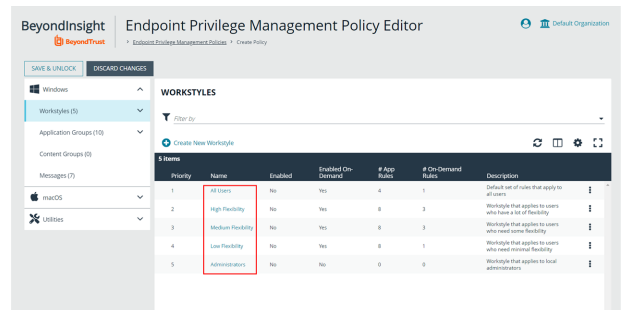 BeyondInsight
BeyondTrust
Endpoint Privilege Management Policy Editor
Endpoint Privilege Management Policies > Create Policy
Default Organization
SAVE & UNLOCK
DISCARD CHANGES
Windows
Workstyles (5)
Application Groups (10)
Content Groups (0)
Messages (7)
macOS
Utilities
WORKSTYLES
Filter by
Create New Workstyle
5 items
Priority Name Enabled Enabled On-Demand # App Rules # On-Demand Rules Description
1 All Users No Yes 4 1 Default set of rules that apply to all users
2 High Flexibility No Yes 8 3 Workstyle that applies to users who have a lot of flexibility
3 Medium Flexibility No Yes 8 3 Workstyle that applies to users who need some flexibility
4 Low Flexibility No Yes 8 1 Workstyle that applies to users who need minimal flexibility
5 Administrators No No 0 0 Workstyle that applies to local administrators